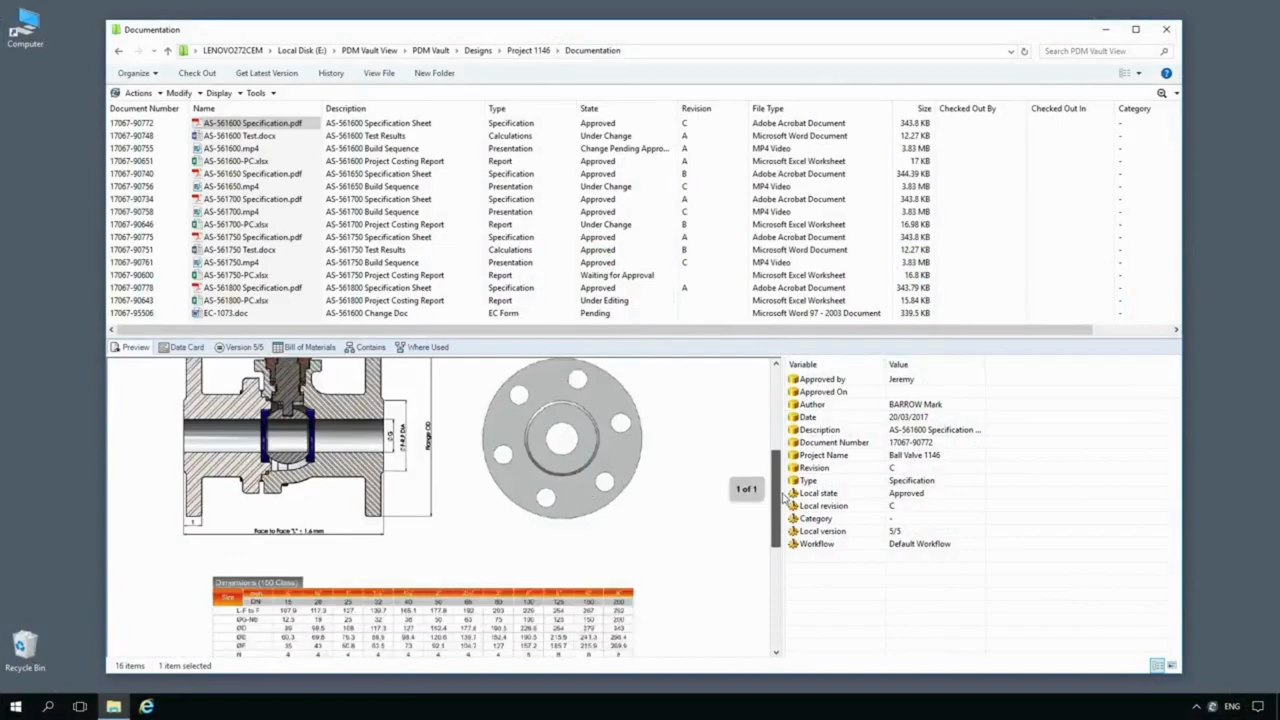 Computer
Documentation
LENOVO272CEM > Local Disk (E:) > PDM Vault View > PDM Vault > Designs > Project 1146 > Documentation
Search PDM Vault View
Organize Check Out Get Latest Version History View File New Folder
Actions Modify Display Tools
Document Number Name Description Type State Revision File Type Size Checked Out By Checked Out In Category
17067-90772 AS-561600 Specification.pdf AS-561600 Specification Sheet Specification Approved C Adobe Acrobat Document 343.8 KB -
17067-90748 AS-561600 Test.docx AS-561600 Test Results Calculations Under Change A Microsoft Word Document 12.27 KB -
17067-90755 AS-561600.mp4 AS-561600 Build Sequence Presentation Change Pending Appro... A MP4 Video 3.83 MB -
17067-90651 AS-561600-PC.xlsx AS-561600 Project Costing Report Report Approved A Microsoft Excel Worksheet 17 KB -
17067-90740 AS-561650 Specification.pdf AS-561650 Specification Sheet Specification Approved B Adobe Acrobat Document 344.39 KB -
17067-90756 AS-561650.mp4 AS-561650 Build Sequence Presentation Under Change A MP4 Video 3.83 MB -
17067-90734 AS-561700 Specification.pdf AS-561700 Specification Sheet Specification Approved A Adobe Acrobat Document 343.8 KB -
17067-90758 AS-561700.mp4 AS-561700 Build Sequence Presentation Approved C MP4 Video 3.83 MB -
17067-90646 AS-561700-PC.xlsx AS-561700 Project Costing Report Report Under Change B Microsoft Excel Worksheet 16.98 KB -
17067-90775 AS-561750 Specification.pdf AS-561750 Specification Sheet Specification Approved A Adobe Acrobat Document 343.8 KB -
17067-90751 AS-561750 Test.docx AS-561750 Test Results Calculations Approved B Microsoft Word Document 12.27 KB -
17067-90761 AS-561750.mp4 AS-561750 Build Sequence Presentation Approved C MP4 Video 3.83 MB -
17067-90600 AS-561750-PC.xlsx AS-561750 Project Costing Report Report Waiting for Approval Microsoft Excel Worksheet 16.8 KB -
17067-90778 AS-561800 Specification.pdf AS-561800 Specification Sheet Specification Approved A Adobe Acrobat Document 343.79 KB -
17067-90643 AS-561800-PC.xlsx AS-561800 Project Costing Report Report Under Editing Microsoft Excel Worksheet 15.84 KB -
17067-95506 EC-1073.doc AS-561600 Change Doc EC Form Pending Microsoft Word 97 - 2003 Document 339.5 KB -
Preview Data Card Version 5/5 Bill of Materials Contains Where Used
Variable Value
Approved by Jeremy
Approved On
Author BARROW Mark
Date 20/03/2017
Description AS-561600 Specification ...
Document Number 17067-90772
Project Name Ball Valve 1146
Revision C
Type Specification
Local state Approved
Local revision C
Category -
Local version 5/5
Workflow Default Workflow
Flange OD
1 of 1
1
Face to Face "L" ± 1.6 mm
Dimensions (150 Class)
Size
DN
16 items 1 item selected
Recycle Bin
ENG